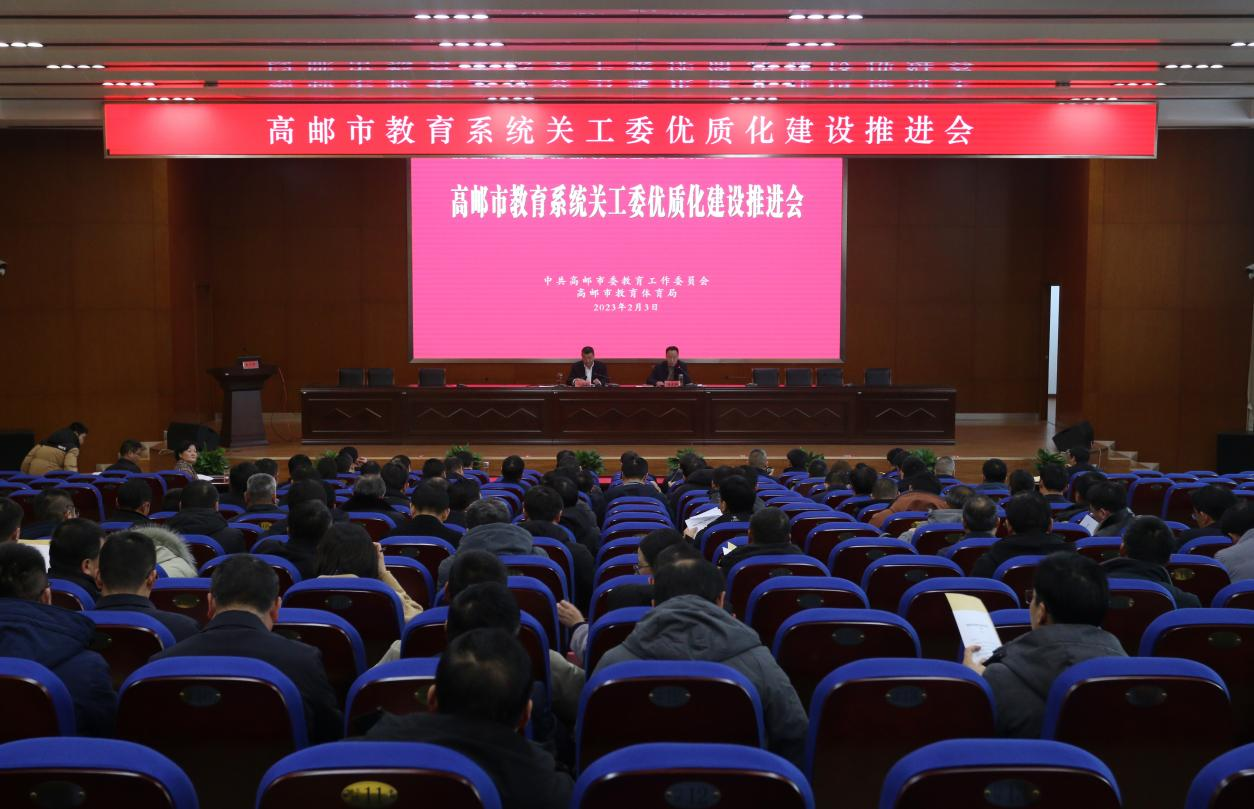 高邮市教育系统关工委优质化建设推进会
高邮市教育系统关工委优质化建设推进会
中共高邮市委教育工作委员会
高邮市教育体育局
2023年2月3日
11
12
13